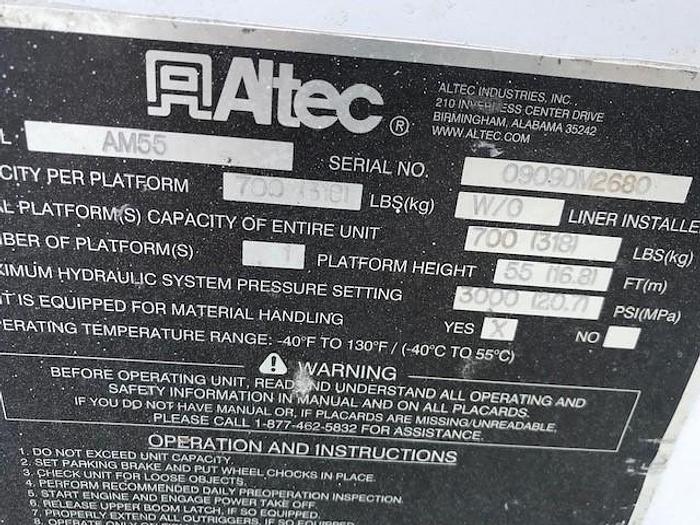 Altec ®
ALTEC INDUSTRIES, INC.
210 INVERNESS CENTER DRIVE
BIRMINGHAM, ALABAMA 35242
WWW.ALTEC.COM
L AM55 SERIAL NO. 0909DM2680
CITY PER PLATFORM 700 (318) LBS(kg) W/O LINER INSTALLE
AL PLATFORM(S) CAPACITY OF ENTIRE UNIT 700 (318) LBS(kg)
MBER OF PLATFORM(S) 1 PLATFORM HEIGHT 55 (16.8) FT(m)
XIMUM HYDRAULIC SYSTEM PRESSURE SETTING 3000 (20.7) PSI(MPa)
IT IS EQUIPPED FOR MATERIAL HANDLING YES X NO
PERATING TEMPERATURE RANGE: -40°F TO 130°F / (-40°C TO 55°C)
WARNING
BEFORE OPERATING UNIT, READ AND UNDERSTAND ALL OPERATING AND
SAFETY INFORMATION IN MANUAL AND ON ALL PLACARDS.
IF YOU DO NOT HAVE MANUAL OR, IF PLACARDS ARE MISSING/UNREADABLE,
PLEASE CALL 1-877-462-5832 FOR ASSISTANCE.
OPERATION AND INSTRUCTIONS
1. DO NOT EXCEED UNIT CAPACITY.
2. SET PARKING BRAKE AND PUT WHEEL CHOCKS IN PLACE.
3. CHECK UNIT FOR LOOSE OBJECTS.
4. PERFORM RECOMMENDED DAILY PREOPERATION INSPECTION.
5. START ENGINE AND ENGAGE POWER TAKE OFF.
6. RELEASE UPPER BOOM LATCH, IF SO EQUIPPED.
7. PROPERLY EXTEND ALL OUTRIGGERS, IF SO EQUIPPED.
8. OPERATE ONLY ON